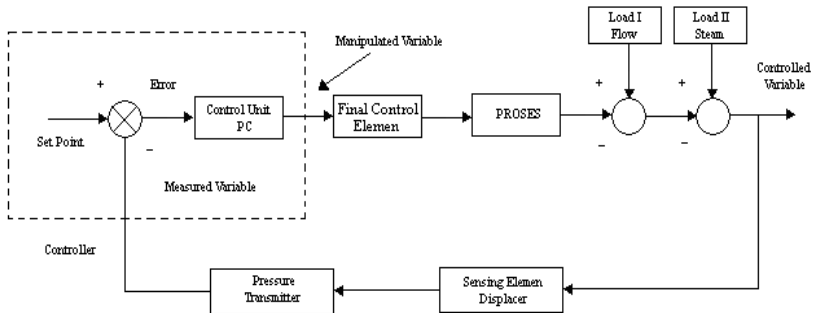 Load I
Flow
Load II
Steam
Manipulated Variable
Controlled
Variable
+
Error
+
+
Control Unit
PC
Final Control
Elemen
PROSES
Set Point
−
−
−
Measured Variable
Controller
Pressure
Transmitter
Sensing Elemen
Displacer